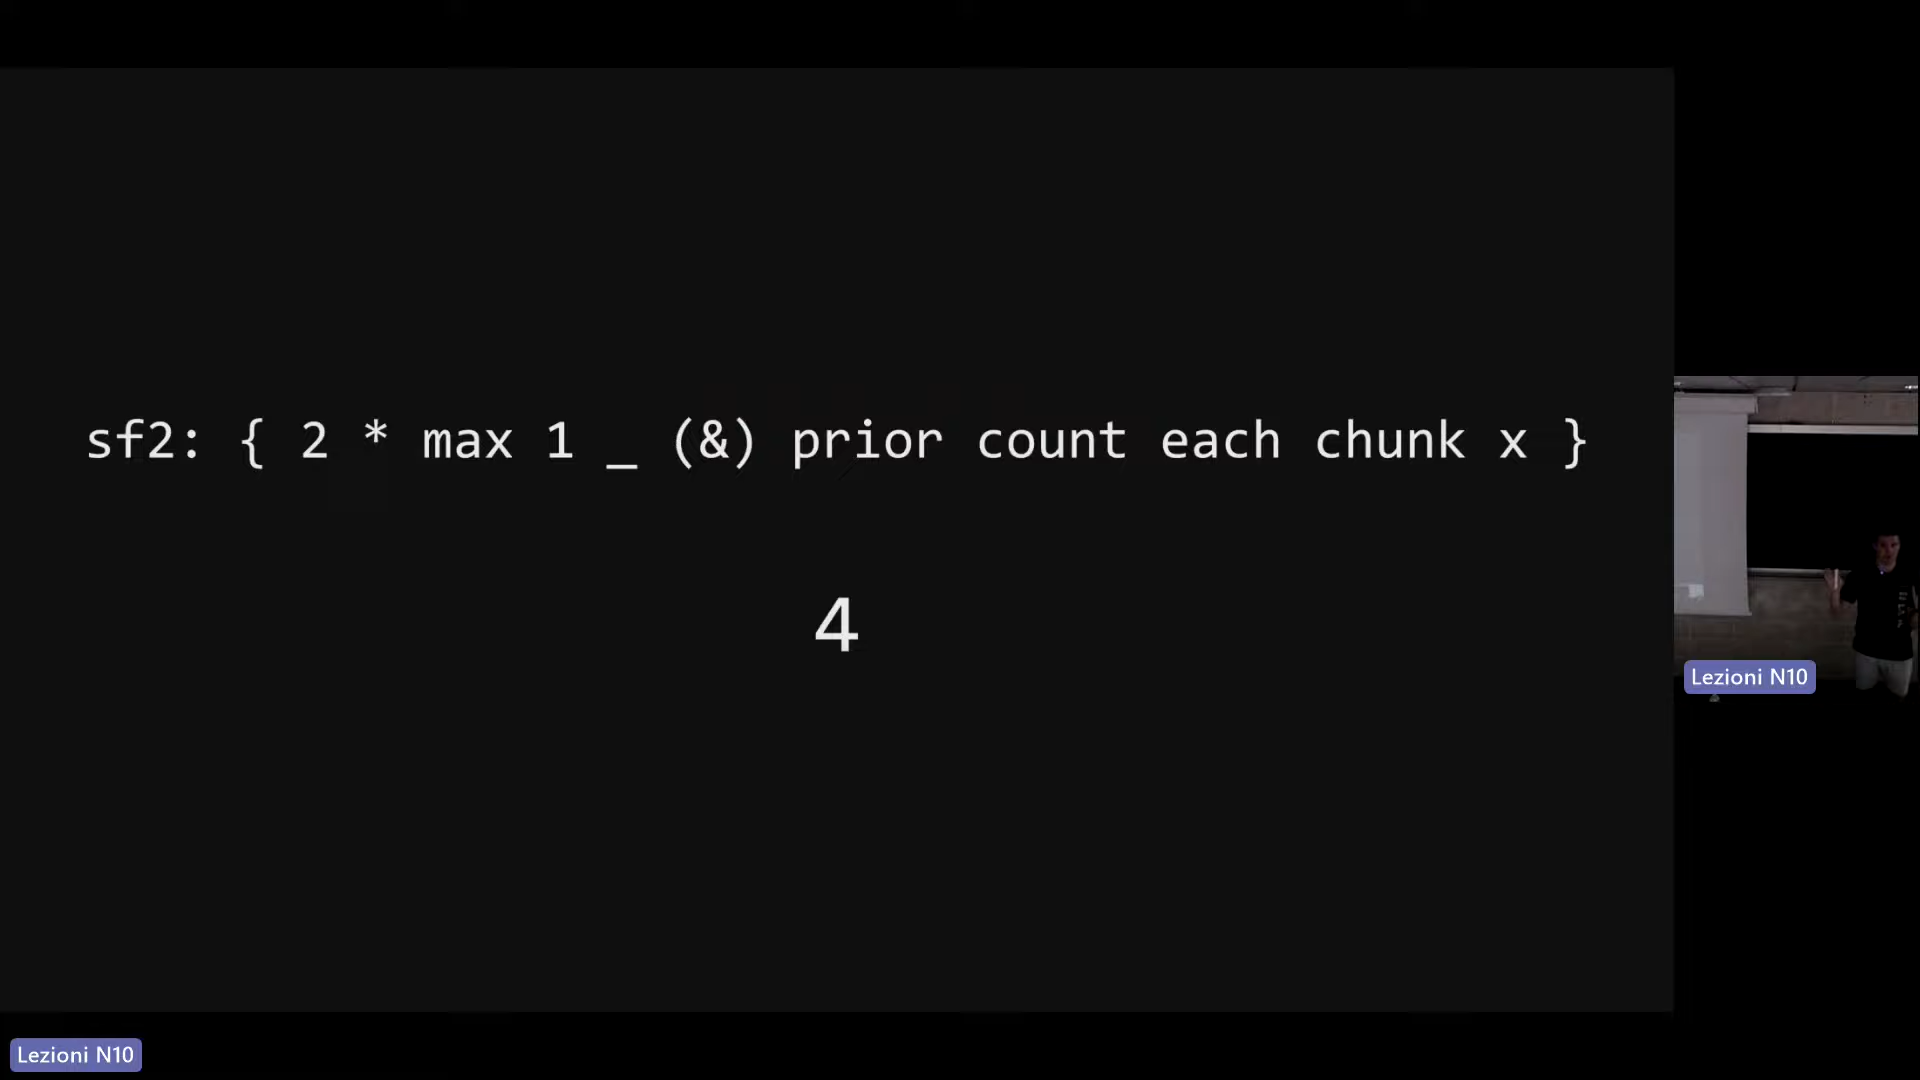 sf2: { 2 * max 1 _ (&) prior count each chunk x }
4
Lezioni N10
Lezioni N10